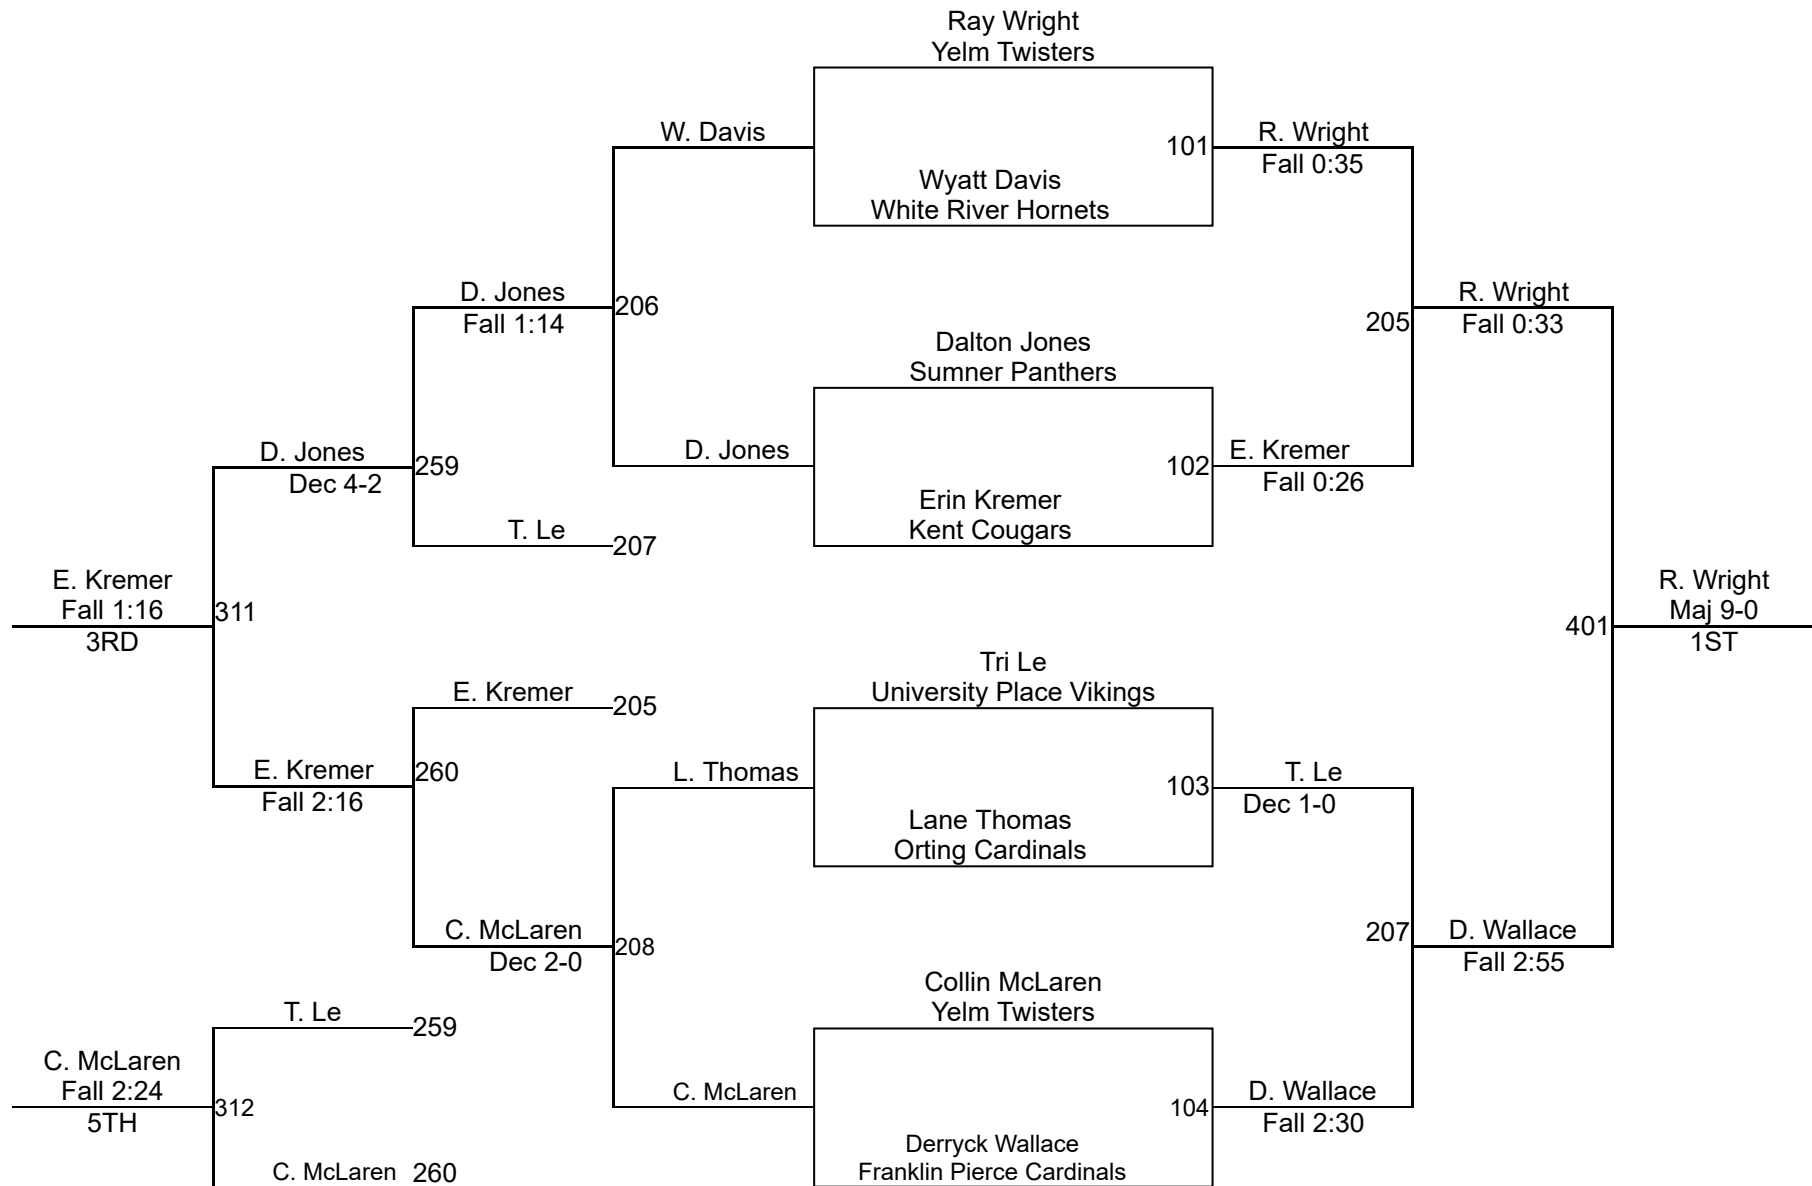 Ray Wright
Yelm Twisters
W. Davis
101
R. Wright
Fall 0:35
Wyatt Davis
White River Hornets
D. Jones
Fall 1:14
206
205
R. Wright
Fall 0:33
Dalton Jones
Sumner Panthers
D. Jones
Dec 4-2
259
D. Jones
102
E. Kremer
Fall 0:26
Erin Kremer
Kent Cougars
T. Le
207
E. Kremer
Fall 1:16
3RD
311
401
R. Wright
Maj 9-0
1ST
Tri Le
University Place Vikings
E. Kremer
205
E. Kremer
Fall 2:16
260
L. Thomas
103
T. Le
Dec 1-0
Lane Thomas
Orting Cardinals
C. McLaren
Dec 2-0
208
207
D. Wallace
Fall 2:55
Collin McLaren
Yelm Twisters
T. Le
259
C. McLaren
Fall 2:24
5TH
312
C. McLaren
104
D. Wallace
Fall 2:30
Derryck Wallace
Franklin Pierce Cardinals
C. McLaren
260